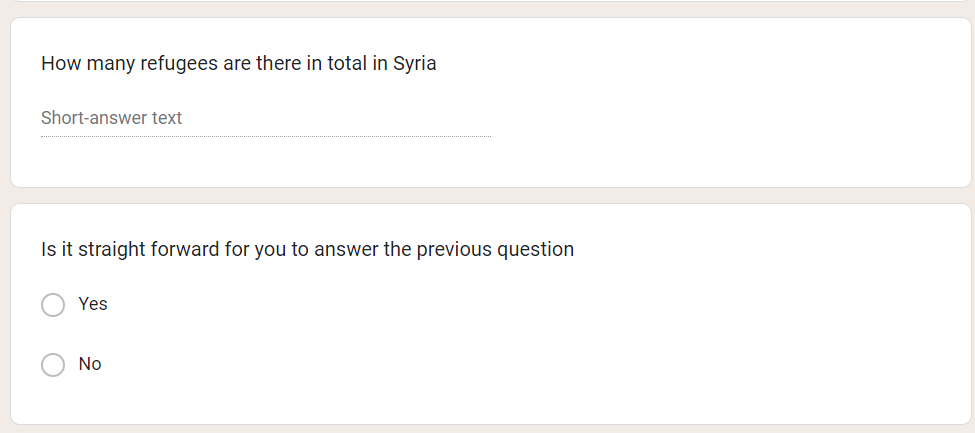 How many refugees are there in total in Syria
Short-answer text
Is it straight forward for you to answer the previous question
Yes
No